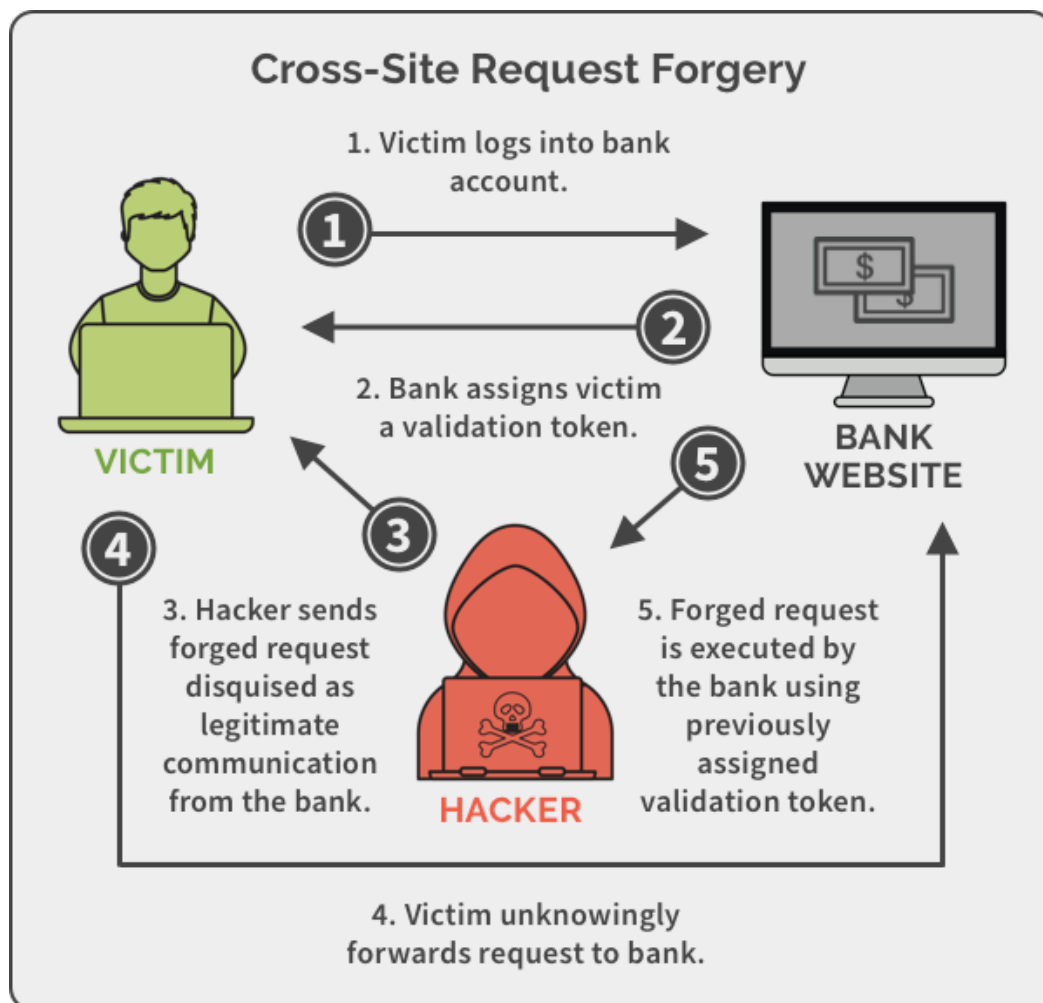 Cross-Site Request Forgery
1. Victim logs into bank
account.
1
2
$
$
2. Bank assigns victim
a validation token.
VICTIM
BANK
WEBSITE
5
3
4
3. Hacker sends
forged request
disquised as
legitimate
communication
from the bank.
5. Forged request
is executed by
the bank using
previously
assigned
validation token.
HACKER
4. Victim unknowingly
forwards request to bank.